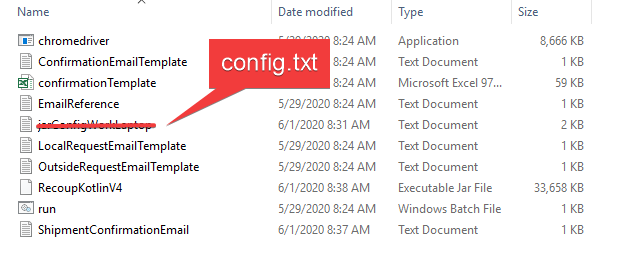 Name Date modified Type Size
chromedriver 5/29/2020 8:24 AM Application 8,666 KB
ConfirmationEmailTemplate 8:24 AM Text Document 1 KB
config.txt
confirmationTemplate 8:24 AM Microsoft Excel 97... 59 KB
EmailReference 5/29/2020 8:24 AM Text Document 1 KB
jarConfigWorkLaptop 6/1/2020 8:31 AM Text Document 2 KB
LocalRequestEmailTemplate 5/29/2020 8:24 AM Text Document 1 KB
OutsideRequestEmailTemplate 5/29/2020 8:24 AM Text Document 1 KB
RecoupKotlinV4 6/1/2020 8:38 AM Executable Jar File 33,658 KB
run 5/29/2020 8:24 AM Windows Batch File 1 KB
ShipmentConfirmationEmail 6/1/2020 8:37 AM Text Document 1 KB